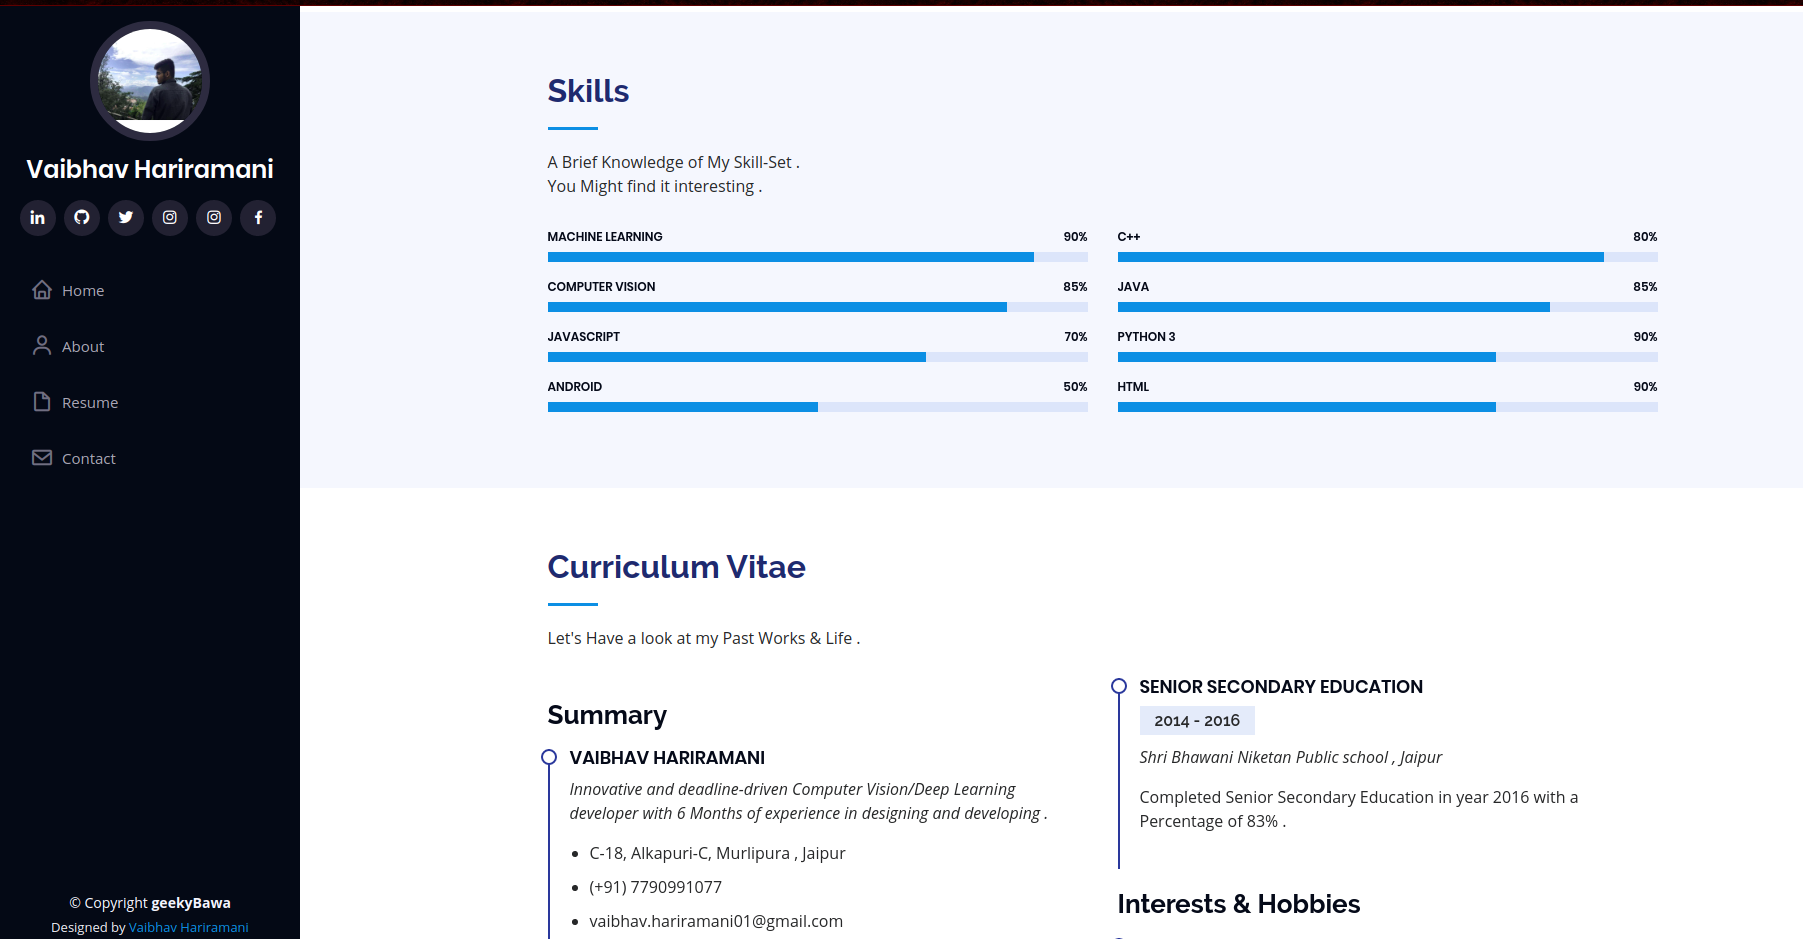 Vaibhav Hariramani
Home
About
Resume
Contact
© Copyright geekyBawa
Designed by Vaibhav Hariramani
Skills
A Brief Knowledge of My Skill-Set .
You Might find it interesting .
MACHINE LEARNING 90%
COMPUTER VISION 85%
JAVASCRIPT 70%
ANDROID 50%
C++ 80%
JAVA 85%
PYTHON 3 90%
HTML 90%
Curriculum Vitae
Let's Have a look at my Past Works & Life .
Summary
VAIBHAV HARIRAMANI
Innovative and deadline-driven Computer Vision/Deep Learning
developer with 6 Months of experience in designing and developing .
C-18, Alkapuri-C, Murlipura , Jaipur
(+91) 7790991077
vaibhav.hariramani01@gmail.com
SENIOR SECONDARY EDUCATION
2014 - 2016
Shri Bhawani Niketan Public school , Jaipur
Completed Senior Secondary Education in year 2016 with a
Percentage of 83% .
Interests & Hobbies